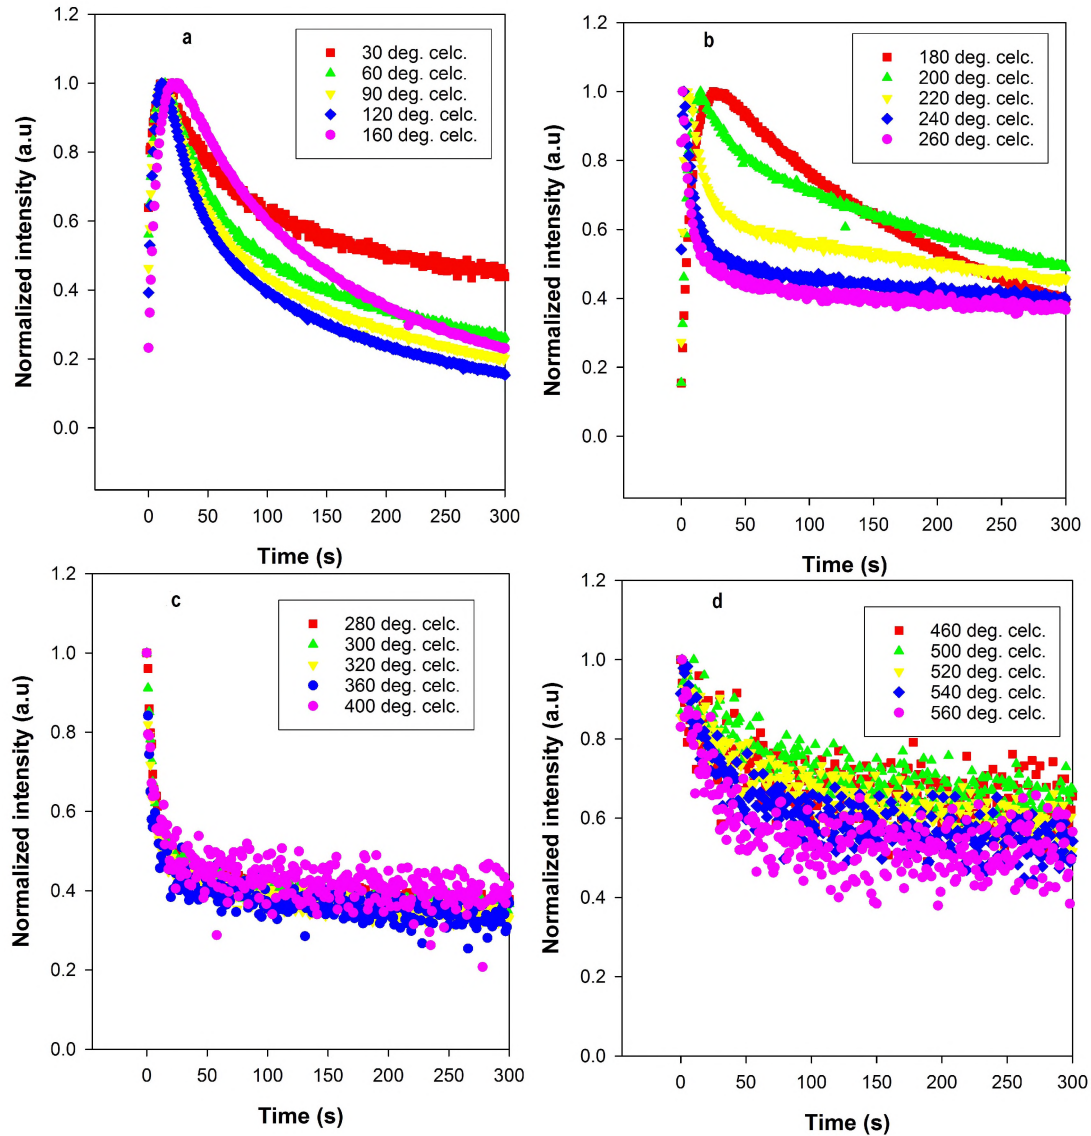 a
30 deg. celc.
60 deg. celc.
90 deg. celc.
120 deg. celc.
160 deg. celc.
1.2
1.0
0.8
0.6
0.4
0.2
0.0
Normalized intensity (a.u)
0 50 100 150 200 250 300
Time (s)
b
180 deg. celc.
200 deg. celc.
220 deg. celc.
240 deg. celc.
260 deg. celc.
1.2
1.0
0.8
0.6
0.4
0.2
0.0
Normalized intensity (a.u)
0 50 100 150 200 250 300
Time (s)
c
280 deg. celc.
300 deg. celc.
320 deg. celc.
360 deg. celc.
400 deg. celc.
1.2
1.0
0.8
0.6
0.4
0.2
0.0
Normalized intensity (a.u)
0 50 100 150 200 250 300
Time (s)
d
460 deg. celc.
500 deg. celc.
520 deg. celc.
540 deg. celc.
560 deg. celc.
1.2
1.0
0.8
0.6
0.4
0.2
0.0
Normalized intensity (a.u)
0 50 100 150 200 250 300
Time (s)